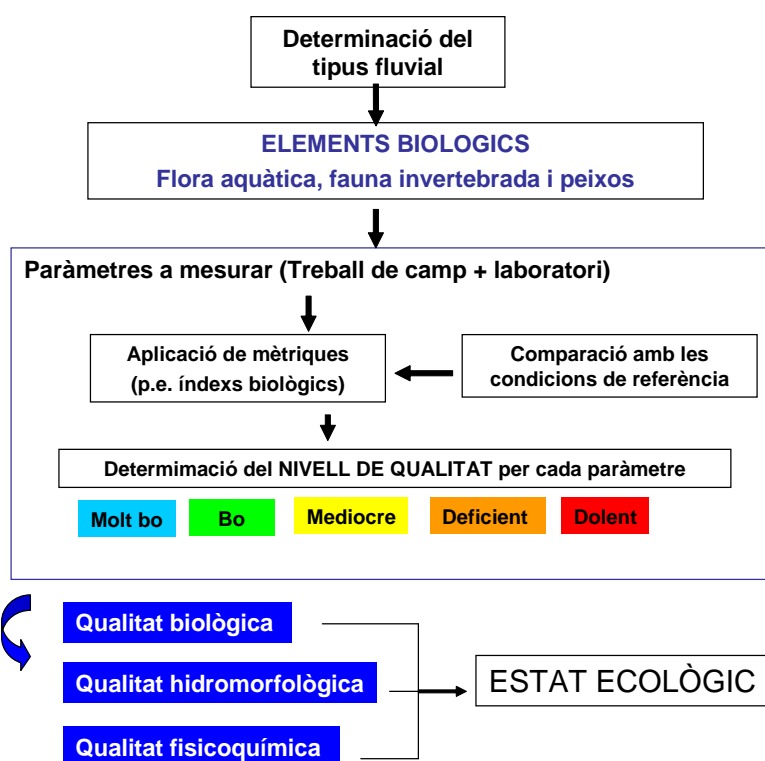 Determinació del
tipus fluvial
ELEMENTS BIOLOGICS
Flora aquàtica, fauna invertebrada i peixos
Paràmetres a mesurar (Treball de camp + laboratori)
Aplicació de mètriques
(p.e. índexs biològics)
Comparació amb les
condicions de referència
Determimació del NIVELL DE QUALITAT per cada paràmetre
Molt bo
Bo
Mediocre
Deficient
Dolent
Qualitat biològica
Qualitat hidromorfològica
ESTAT ECOLÒGIC
Qualitat fisicoquímica